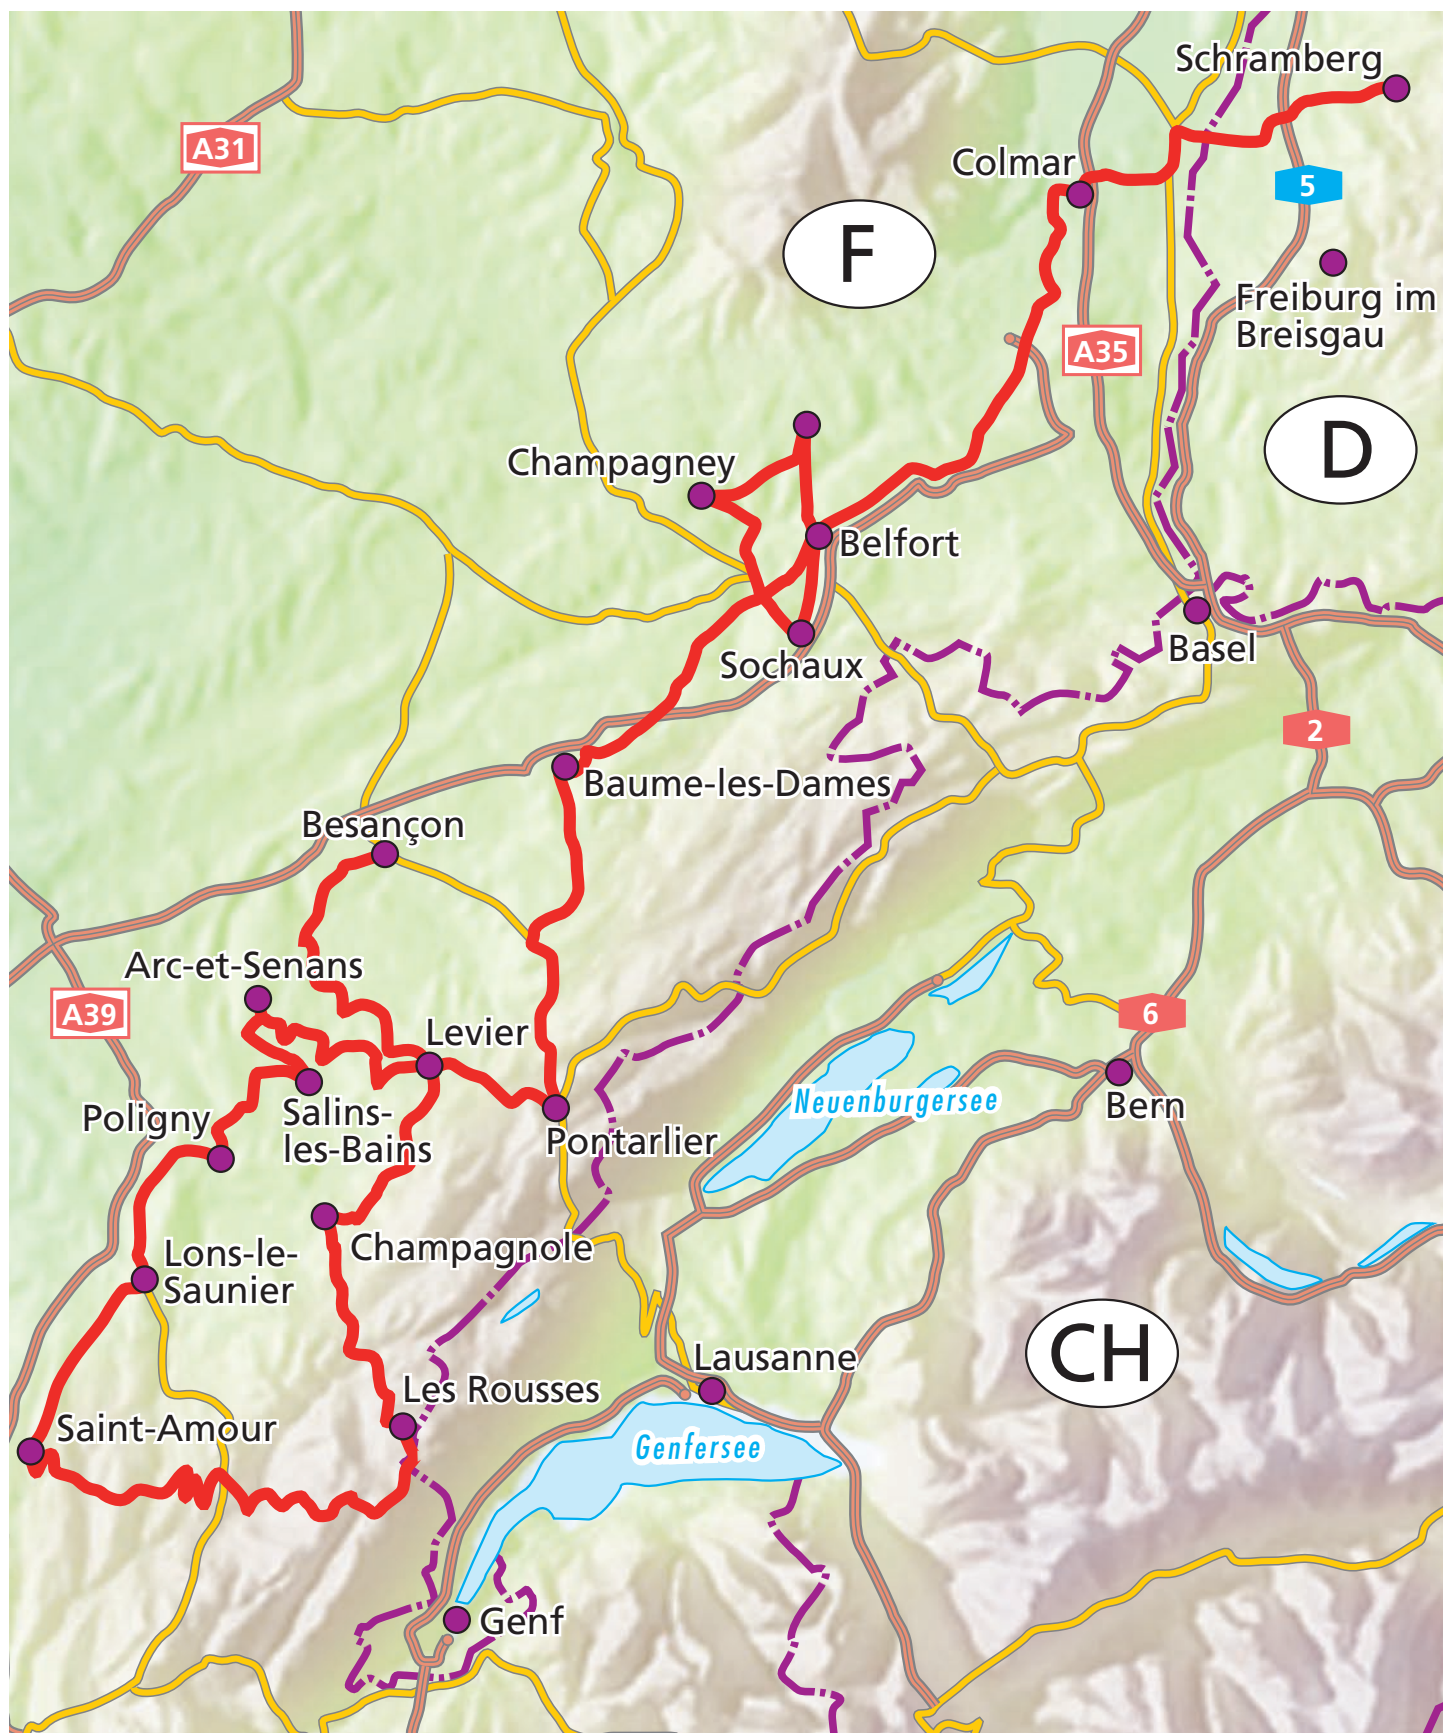 Schramberg
A31
Colmar
5
F
Freiburg im
Breisgau
A35
D
Champagney
Belfort
Basel
Sochaux
2
Baume-les-Dames
Besançon
Arc-et-Senans
A39
Levier
6
Neuenburgersee
Bern
Poligny
Salins-
les-Bains
Pontarlier
Champagnole
Lons-le-
Saunier
CH
Lausanne
Les Rousses
Saint-Amour
Genfersee
Genf